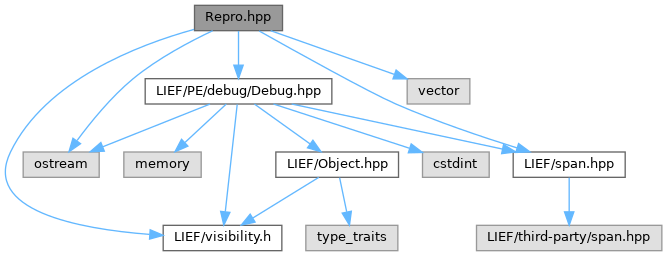 Repro.hpp
LIEF/PE/debug/Debug.hpp
vector
ostream
memory
LIEF/Object.hpp
cstdint
LIEF/span.hpp
LIEF/visibility.h
type_traits
LIEF/third-party/span.hpp